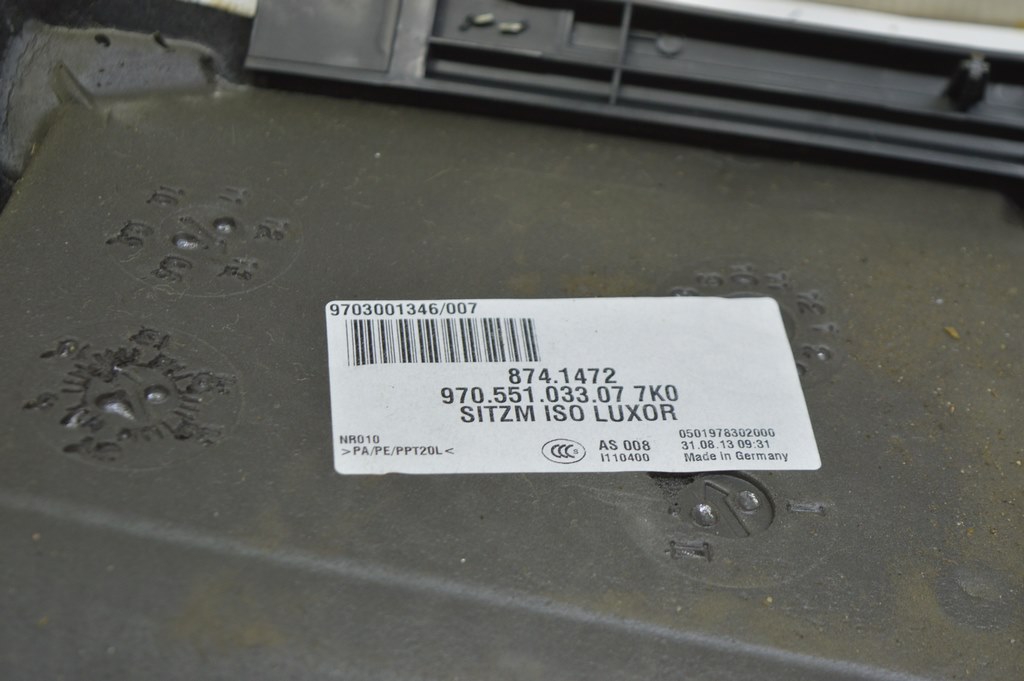 9703001346/007
874.1472
970.551.033.07 7K0
SITZM ISO LUXOR
NR010
>PA/PE/PPT20L<
CCC S
AS 008
I110400
0501978302000
31.08.13 09:31
Made in Germany